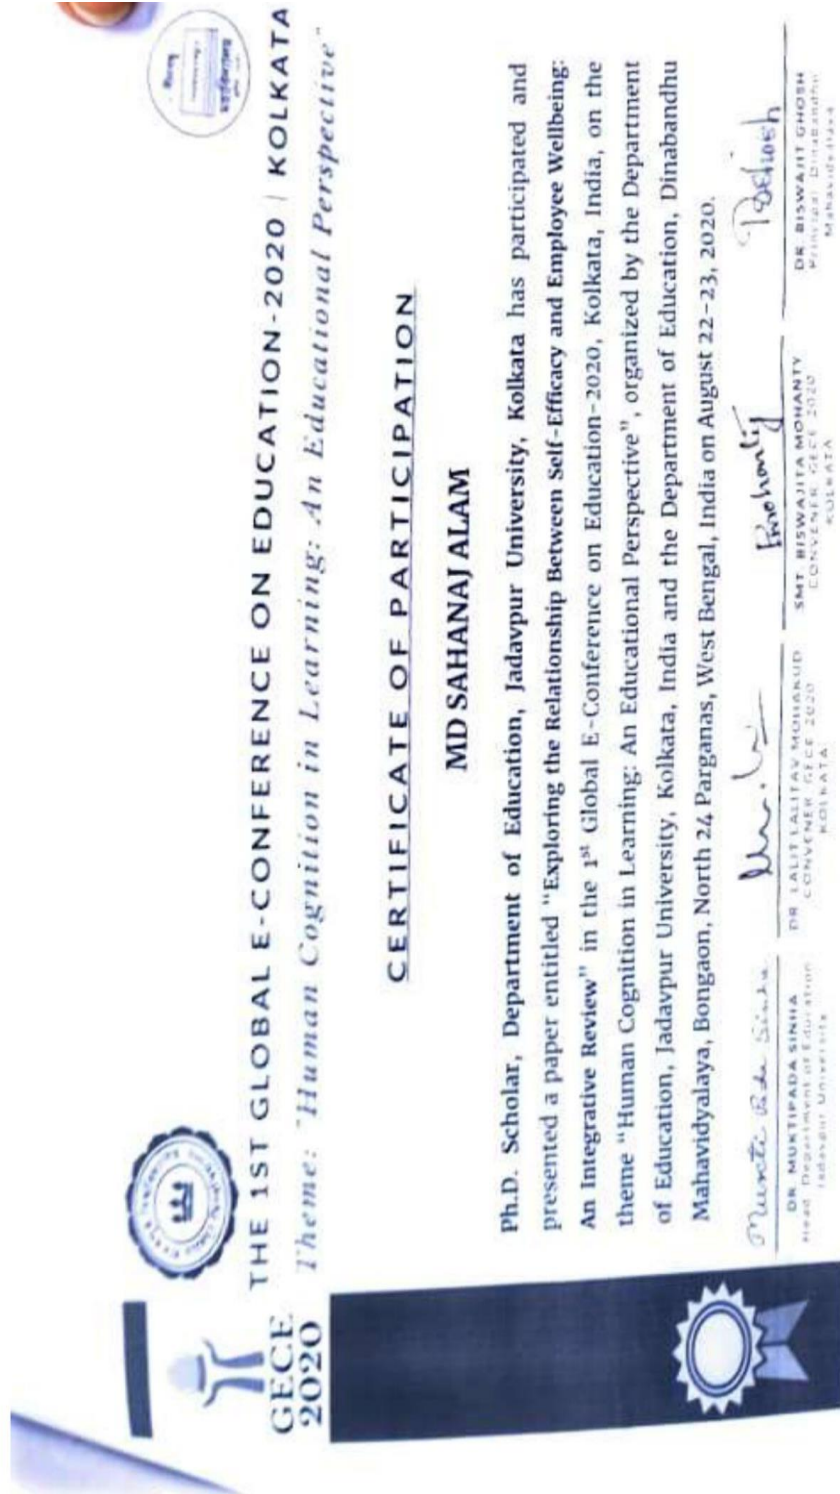 THE 1ST GLOBAL E-CONFERENCE ON EDUCATION-2020 | KOLKATA
Theme: "Human Cognition in Learning: An Educational Perspective"
GECE
2020
CERTIFICATE OF PARTICIPATION
MD SAHANAJ ALAM
Ph.D. Scholar, Department of Education, Jadavpur University, Kolkata has participated and
presented a paper entitled "Exploring the Relationship Between Self-Efficacy and Employee Wellbeing:
An Integrative Review" in the 1st Global E-Conference on Education-2020, Kolkata, India, on the
theme "Human Cognition in Learning: An Educational Perspective", organized by the Department
of Education, Jadavpur University, Kolkata, India and the Department of Education, Dinabandhu
Mahavidyalaya, Bongaon, North 24 Parganas, West Bengal, India on August 22-23, 2020.
Mukti Pada Sinha
DR. MUKTIPADA SINHA
Head Department of Education
Jadavpur University
DR. LALIT LALITAV MOHAKUD
CONVENER GECE 2020
KOLKATA
BMohanty
SMT. BISWAJITA MOHANTY
CONVENER GECE 2020
KOLKATA
DR. BISWAJIT GHOSH
Principal Dinabandhu
Mahavidyalaya